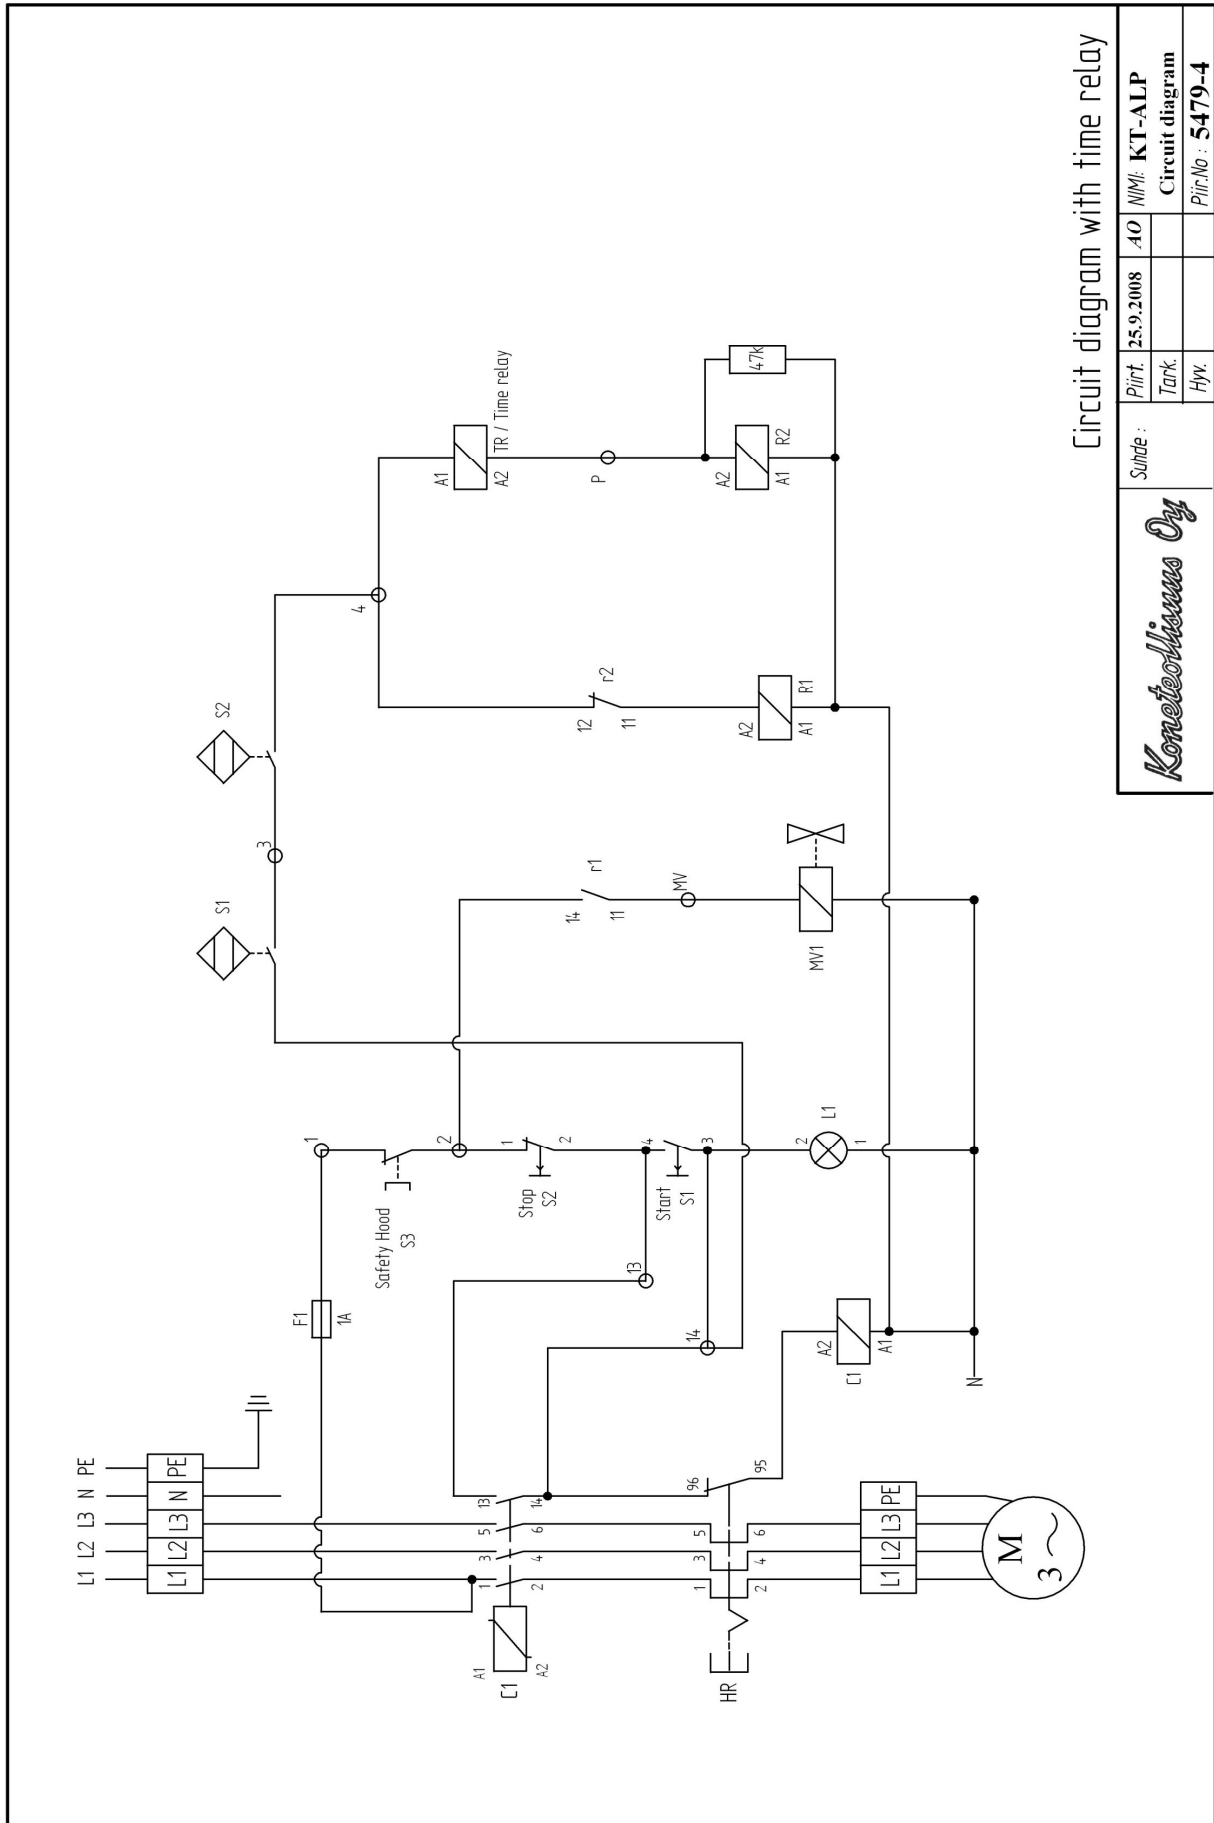 L1 L2 L3 N PE
L1 L2 L3 N PE
F1
1A
1
Safety Hood
S3
2
Stop
S2
1
2
Start
S1
4
3
13
14
S1
3
S2
4
C1
A1
A2
1
2
3
4
5
6
13
14
HR
1
2
3
4
5
6
96
95
C1
A2
A1
N
L1
2
1
14
11
r1
MV
MV1
12
11
r2
A2
A1
R1
A1
A2
TR / Time relay
P
A2
A1
R2
47k
L1 L2 L3 PE
M
3
Circuit diagram with time relay
Koneteollisuus Oy
Suhde :
Piirt. 25.9.2008 AO
Tark.
Hyv.
NIMI: KT-ALP
Circuit diagram
Piir.No : 5479-4